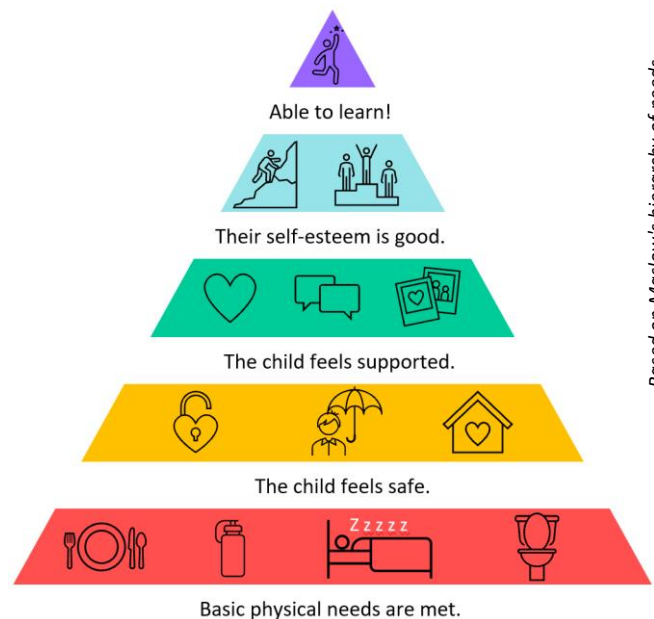 Able to learn!
Their self-esteem is good.
The child feels supported.
The child feels safe.
Z z z z z
Basic physical needs are met.
Based on Maslow's hierarchy of needs